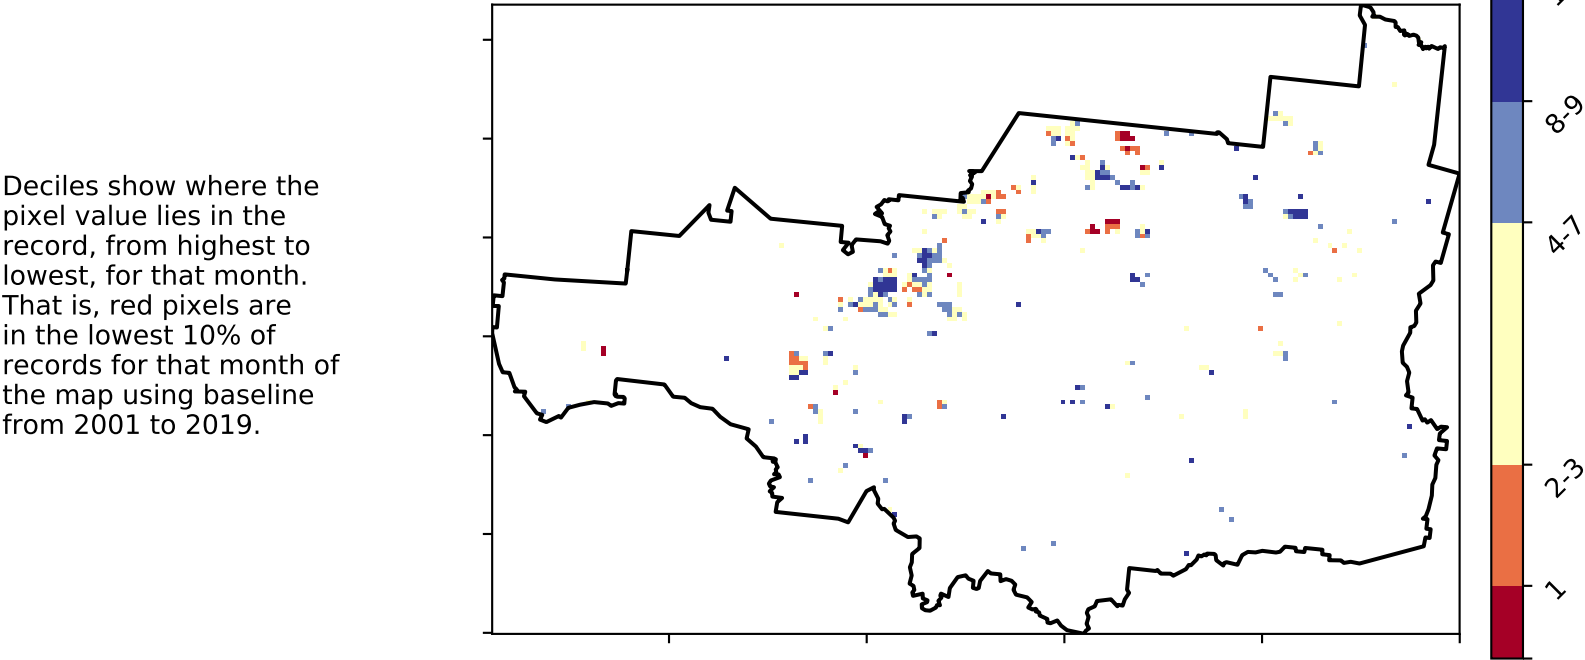 Deciles show where the
pixel value lies in the
record, from highest to
lowest, for that month.
That is, red pixels are
in the lowest 10% of
records for that month of
the map using baseline
from 2001 to 2019.
8-9
4-7
2-3
1